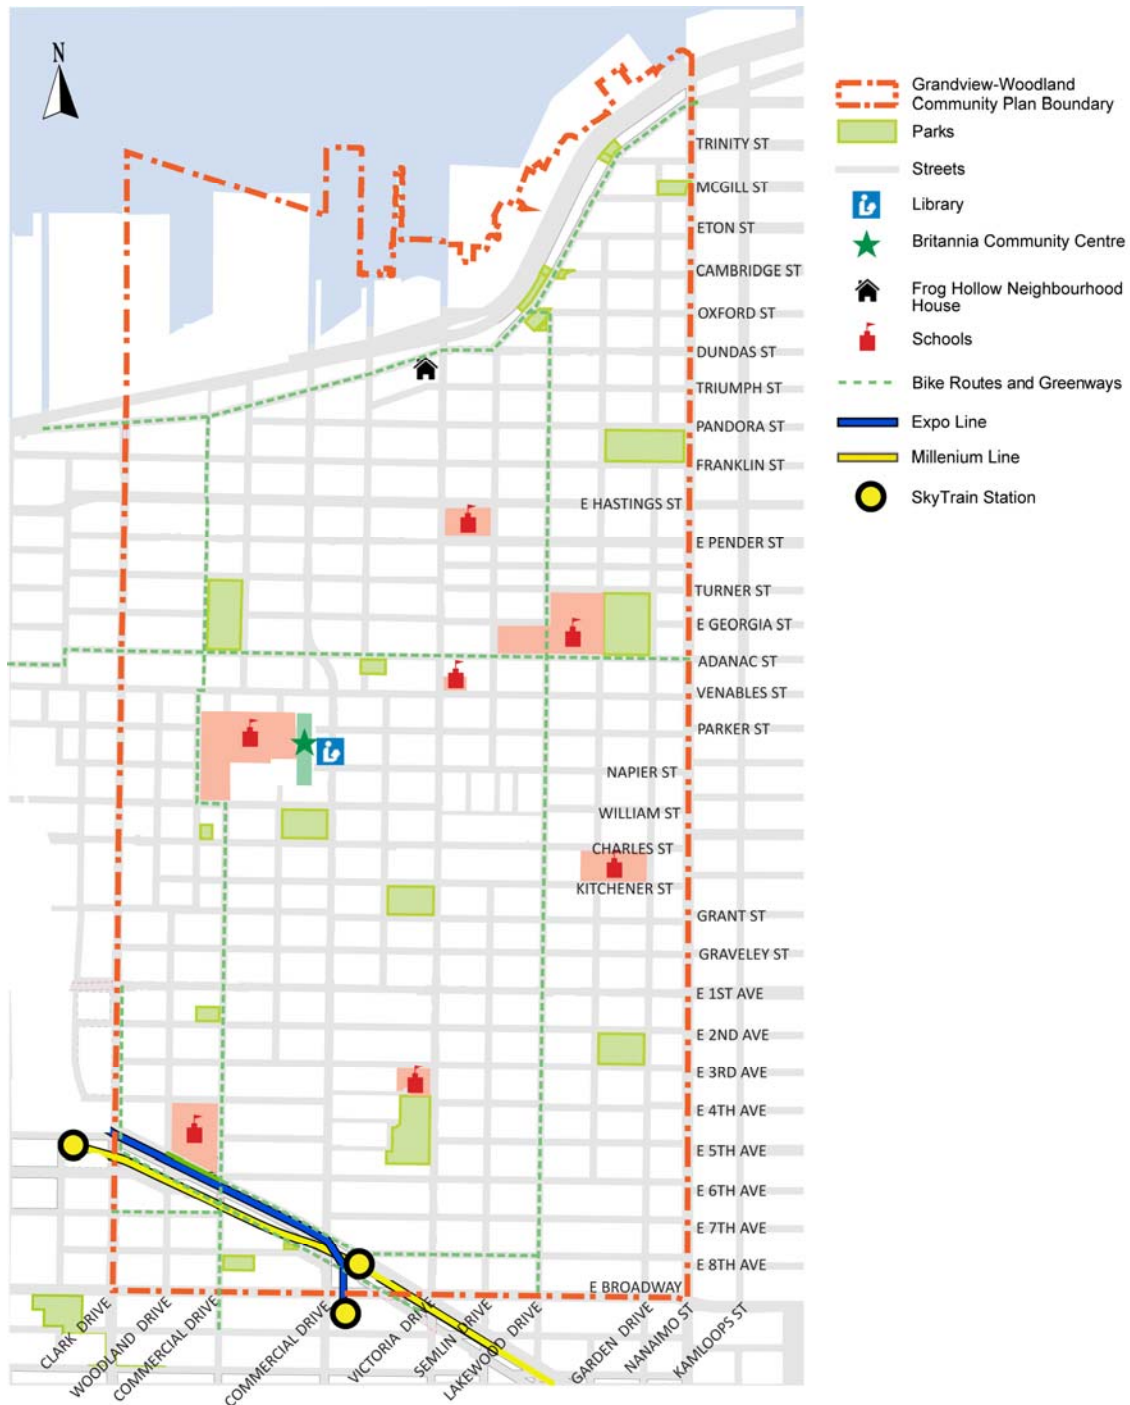 N
Grandview-Woodland
Community Plan Boundary
Parks
Streets
Library
Britannia Community Centre
Frog Hollow Neighbourhood
House
Schools
Bike Routes and Greenways
Expo Line
Millenium Line
SkyTrain Station
TRINITY ST
MCGILL ST
ETON ST
CAMBRIDGE ST
OXFORD ST
DUNDAS ST
TRIUMPH ST
PANDORA ST
FRANKLIN ST
E HASTINGS ST
E PENDER ST
TURNER ST
E GEORGIA ST
ADANAC ST
VENABLES ST
PARKER ST
NAPIER ST
WILLIAM ST
CHARLES ST
KITCHENER ST
GRANT ST
GRAVELEY ST
E 1ST AVE
E 2ND AVE
E 3RD AVE
E 4TH AVE
E 5TH AVE
E 6TH AVE
E 7TH AVE
E 8TH AVE
E BROADWAY
CLARK DRIVE
WOODLAND DRIVE
COMMERCIAL DRIVE
COMMERCIAL DRIVE
VICTORIA DRIVE
SEMLIN DRIVE
LAKEWOOD DRIVE
GARDEN DRIVE
NANAIMO ST
KAMLOOPS ST